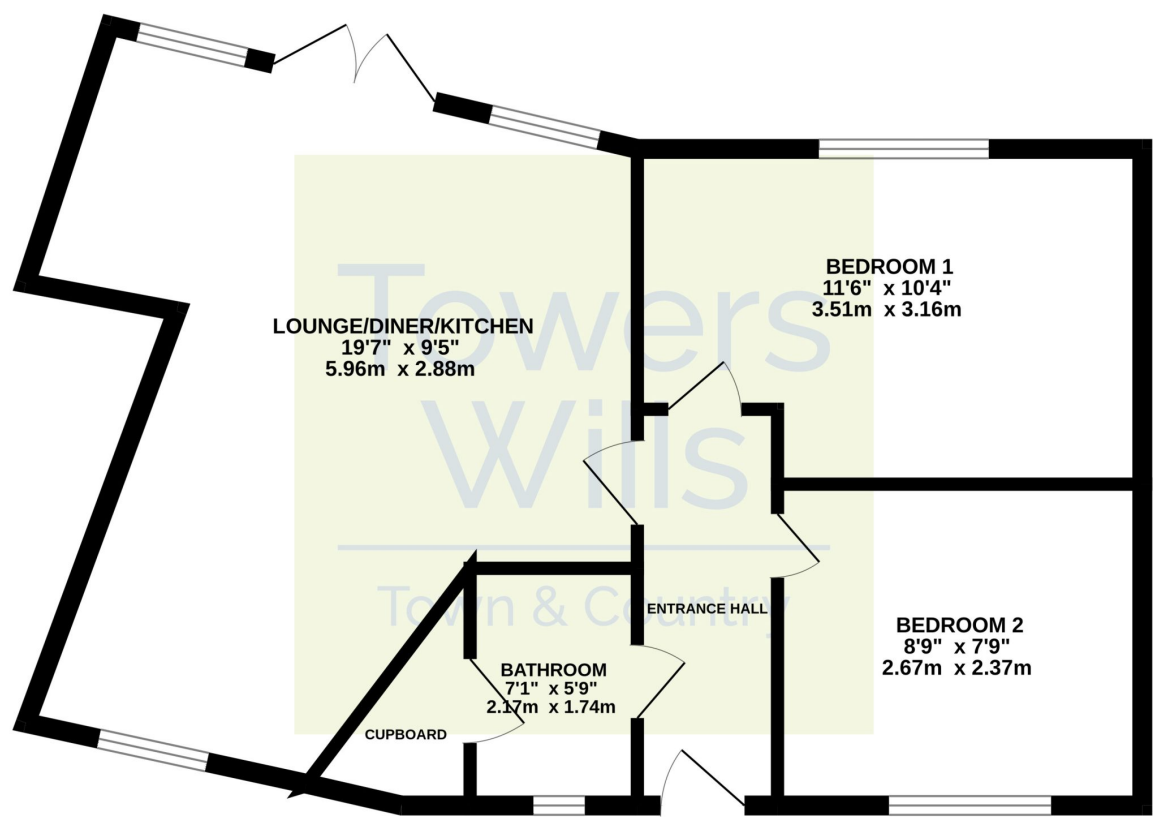 BEDROOM 1
11'6" x 10'4"
3.51m x 3.16m
LOUNGE/DINER/KITCHEN
19'7" x 9'5"
5.96m x 2.88m
Towers
Wills
Town & Country
ENTRANCE HALL
BEDROOM 2
8'9" x 7'9"
2.67m x 2.37m
BATHROOM
7'1" x 5'9"
2.17m x 1.74m
CUPBOARD